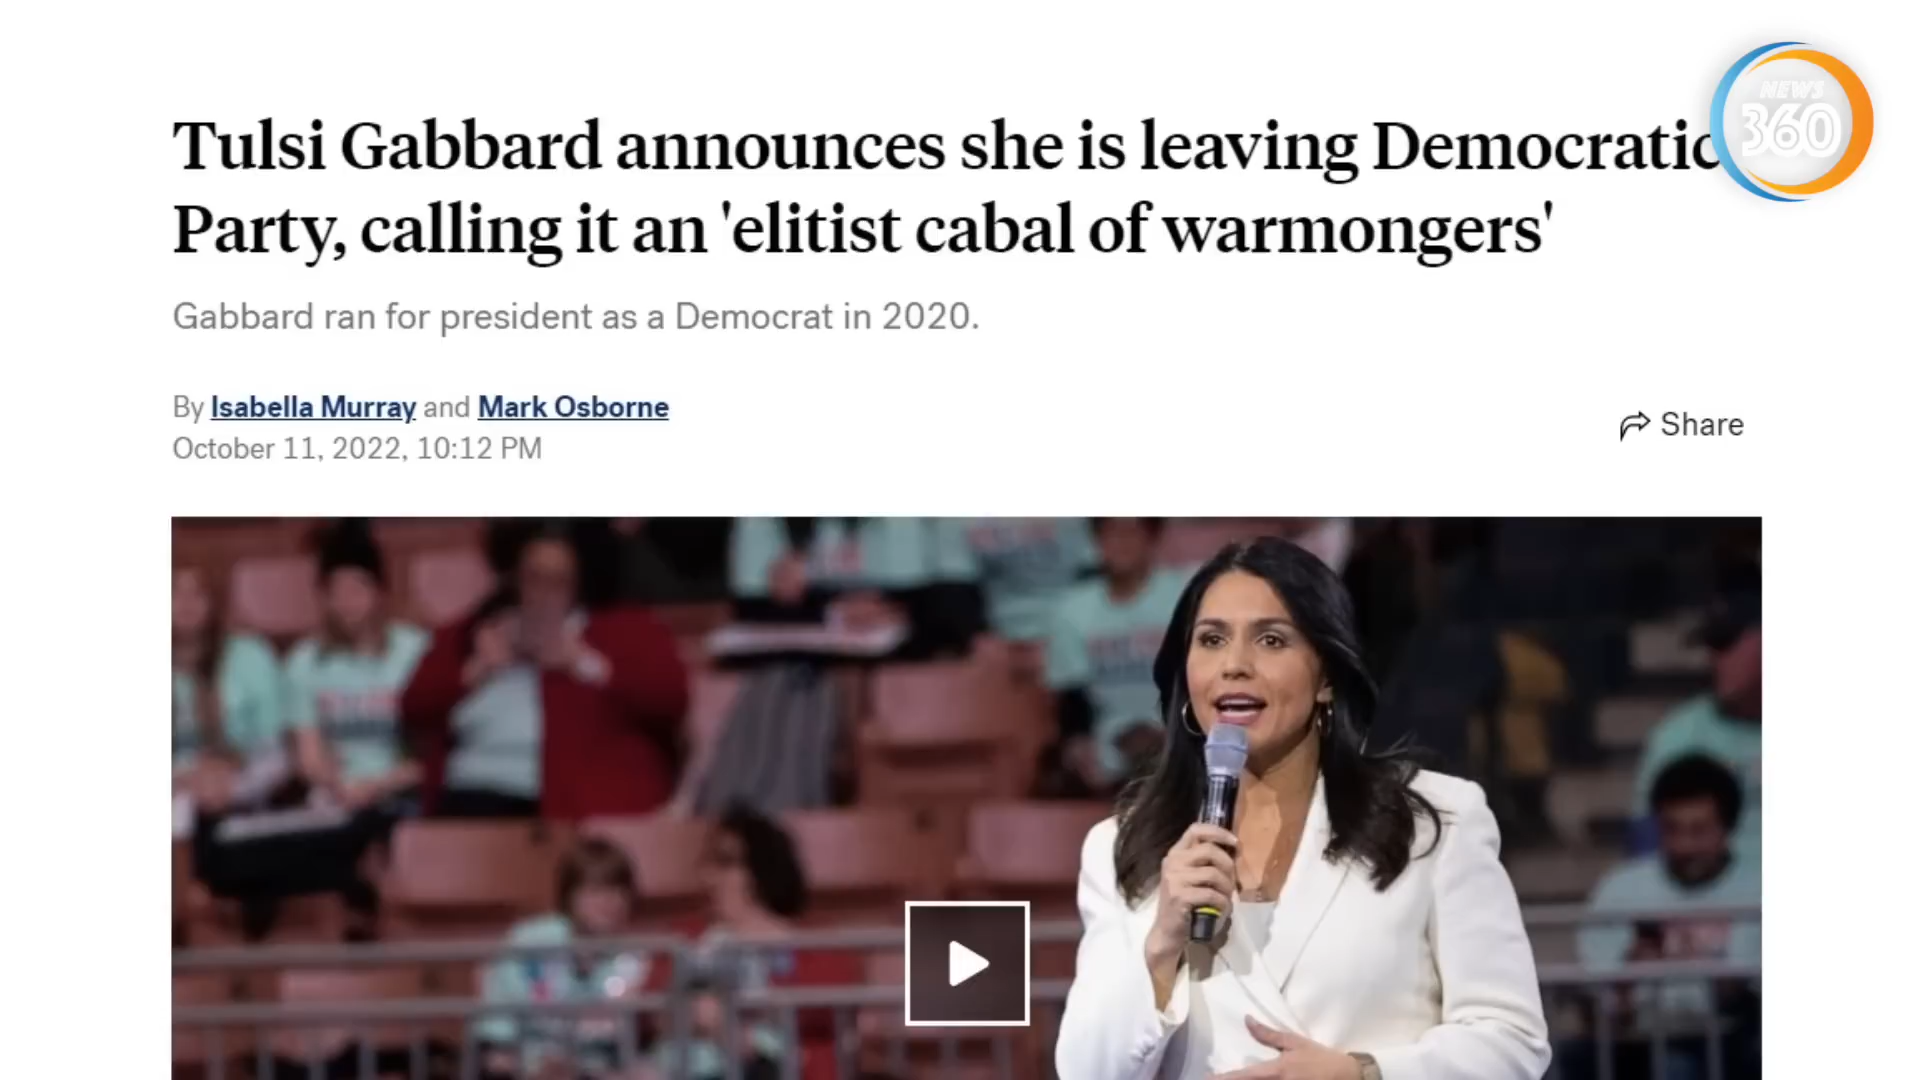 NEWS
360
Tulsi Gabbard announces she is leaving Democratic
Party, calling it an 'elitist cabal of warmongers'
Gabbard ran for president as a Democrat in 2020.
By Isabella Murray and Mark Osborne
October 11, 2022, 10:12 PM
Share